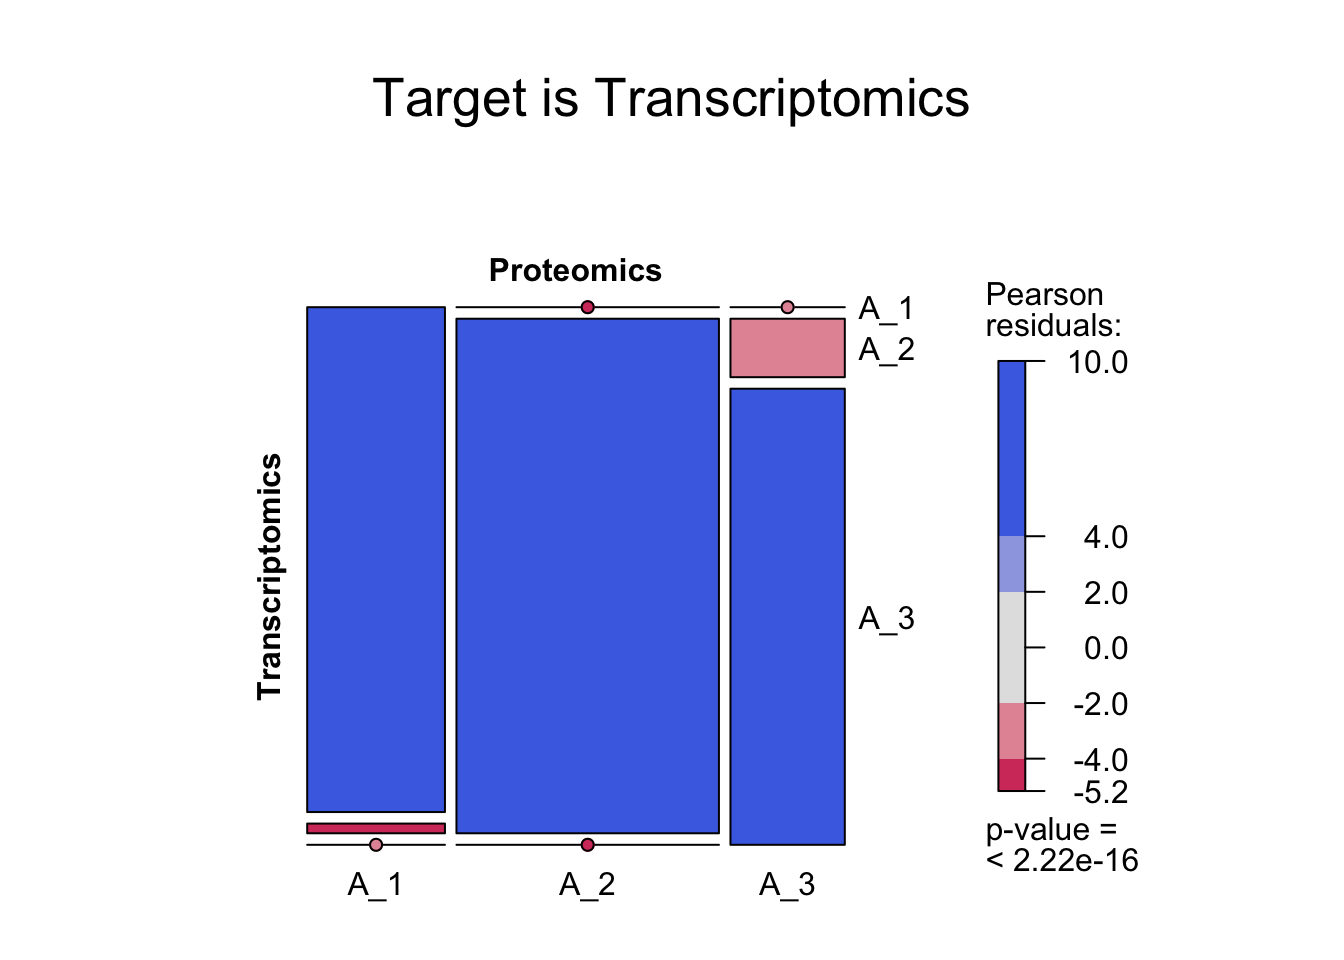 Target is Transcriptomics
Proteomics
Transcriptomics
A_1
A_2
A_3
A_1
A_2
A_3
Pearson
residuals:
10.0
4.0
2.0
0.0
-2.0
-4.0
-5.2
p-value =
< 2.22e-16